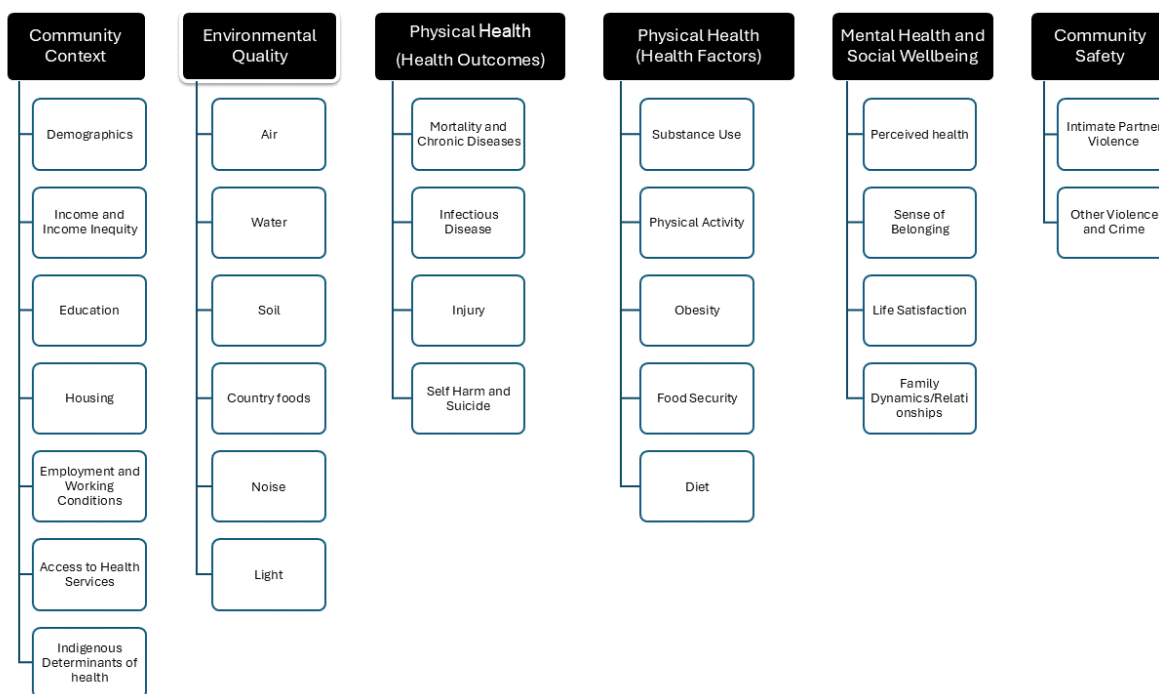 Community
Context
Demographics
Income and
Income Inequity
Education
Housing
Employment and
Working
Conditions
Access to Health
Services
Indigenous
Determinants of
health
Environmental
Quality
Air
Water
Soil
Country foods
Noise
Light
Physical Health
(Health Outcomes)
Mortality and
Chronic Diseases
Infectious
Disease
Injury
Self Harm and
Suicide
Physical Health
(Health Factors)
Substance Use
Physical Activity
Obesity
Food Security
Diet
Mental Health and
Social Wellbeing
Perceived health
Sense of
Belonging
Life Satisfaction
Family
Dynamics/Relati
onships
Community
Safety
Intimate Partner
Violence
Other Violence
and Crime